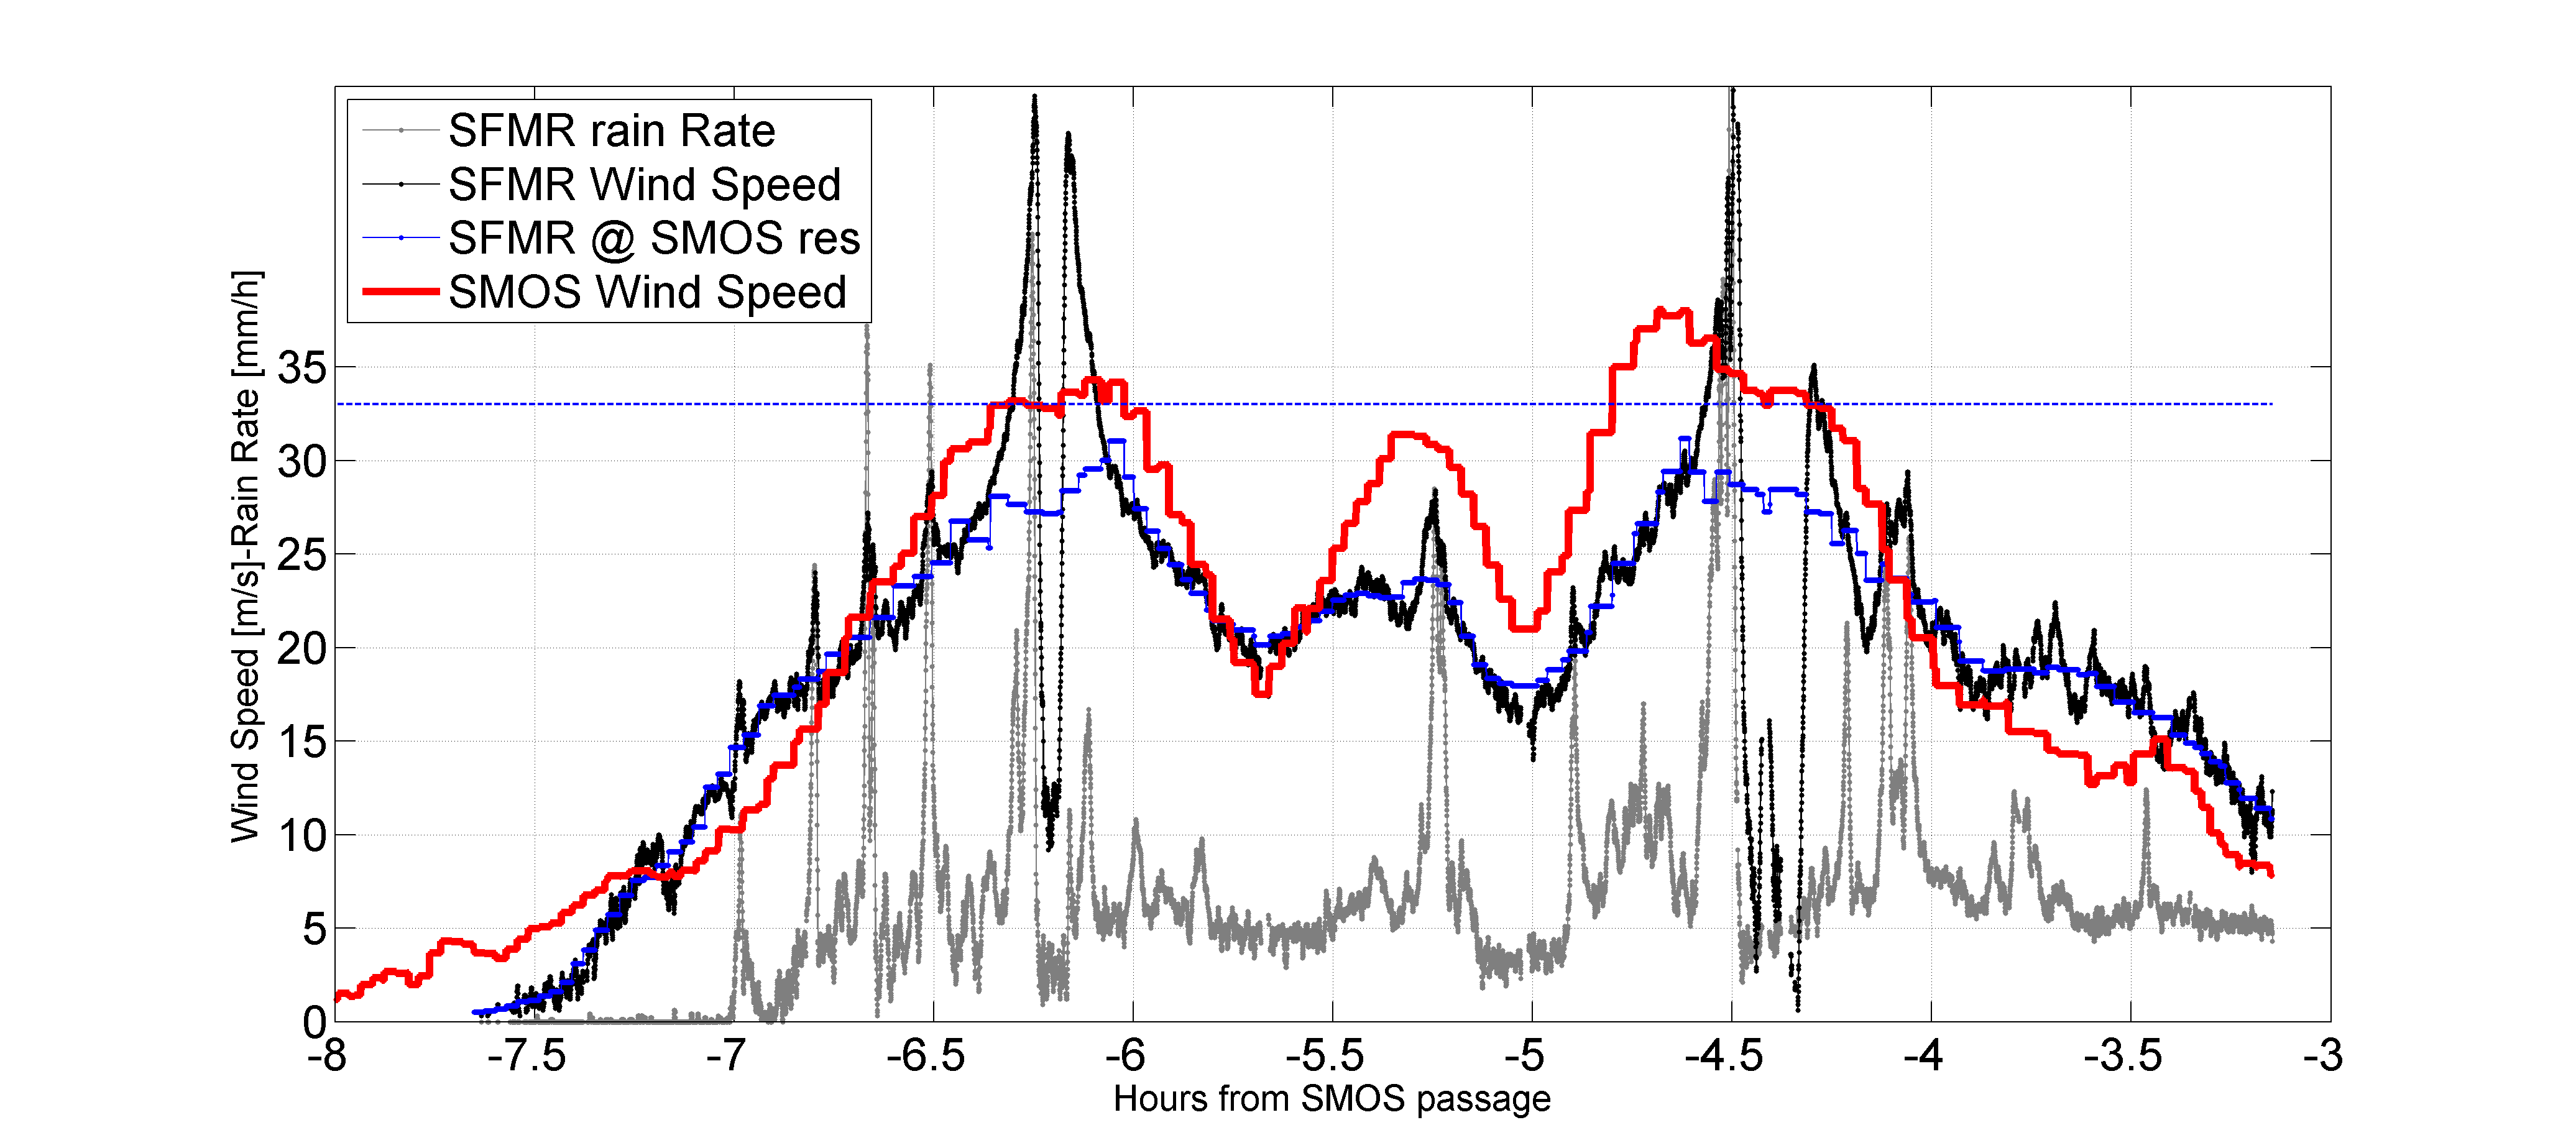 SFMR rain Rate
SFMR Wind Speed
SFMR @ SMOS res
SMOS Wind Speed
Wind Speed [m/s]-Rain Rate [mm/h]
35
30
25
20
15
10
5
0
-8 -7.5 -7 -6.5 -6 -5.5 -5 -4.5 -4 -3.5 -3
Hours from SMOS passage